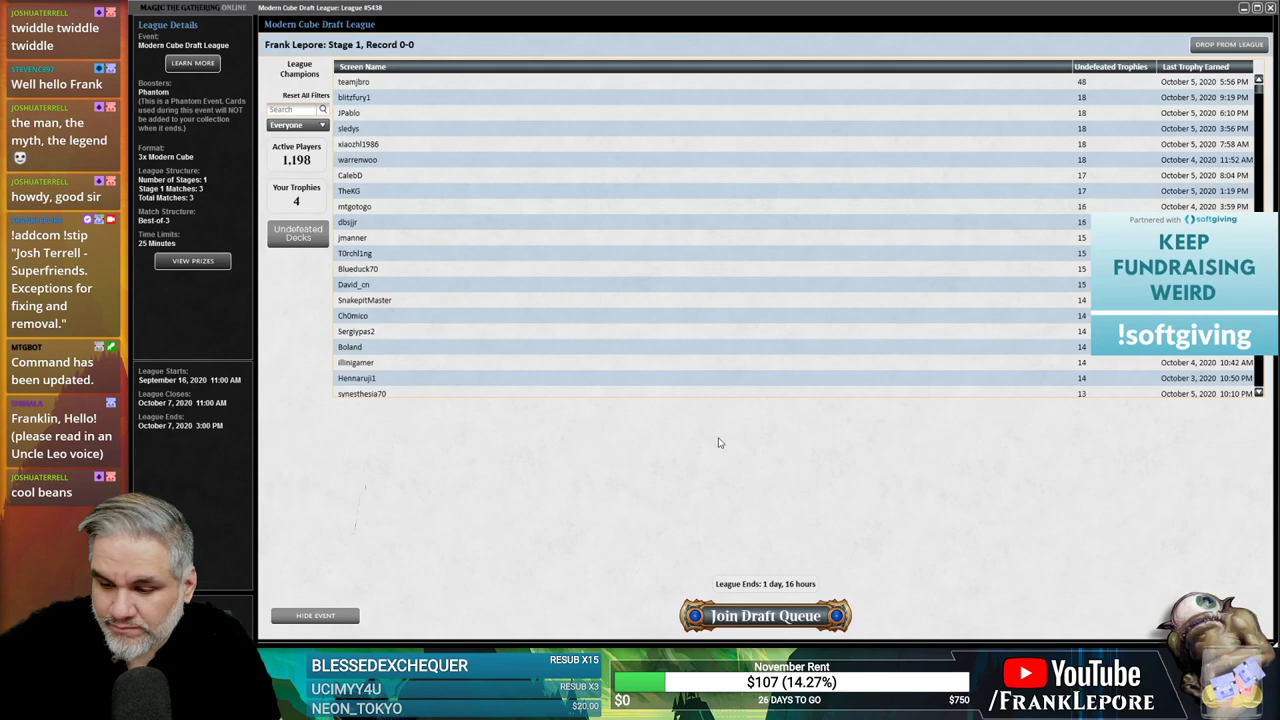 JOSHUATERRELL
twiddle twiddle
twiddle
STEVENC897
Well hello Frank
JOSHUATERRELL
the man, the
myth, the legend
JOSHUATERRELL
howdy, good sir
!addcom !stip
"Josh Terrell -
Superfriends.
Exceptions for
fixing and
removal."
MTGBOT
Command has
been updated.
Franklin, Hello!
(please read in an
Uncle Leo voice)
JOSHUATERRELL
cool beans
MAGIC THE GATHERING ONLINE
League Details
Event:
Modern Cube Draft League
LEARN MORE
Boosters:
Phantom
(This is a Phantom Event. Cards
used during this event will NOT
be added to your collection
when it ends.)
Format:
3x Modern Cube
League Structure:
Number of Stages: 1
Stage 1 Matches: 3
Total Matches: 3
Match Structure:
Best-of-3
Time Limits:
25 Minutes
VIEW PRIZES
League Starts:
September 16, 2020 11:00 AM
League Closes:
October 7, 2020 11:00 AM
League Ends:
October 7, 2020 3:00 PM
Modern Cube Draft League: League #5438
Modern Cube Draft League
Frank Lepore: Stage 1, Record 0-0
DROP FROM LEAGUE
League
Champions
Reset All Filters
Search
Everyone
Active Players
1,198
Your Trophies
4
Undefeated
Decks
Screen Name Undefeated Trophies Last Trophy Earned
teamjbro 48 October 5, 2020 5:56 PM
blitzfury1 18 October 5, 2020 9:19 PM
JPablo 18 October 5, 2020 6:10 PM
sledys 18 October 5, 2020 3:56 PM
xiaozhl1986 18 October 5, 2020 7:58 AM
warrenwoo 18 October 4, 2020 11:52 AM
CalebD 17 October 5, 2020 8:04 PM
TheKG 17 October 5, 2020 1:19 PM
mtgotogo 16 October 4, 2020 3:59 PM
dbsjjr 16
jmanner 15
T0rchl1ng 15
Blueduck70 15
David_cn 15
SnakepitMaster 14
Ch0mico 14
Sergiypas2 14
Boland 14
illinigamer 14 October 4, 2020 10:42 AM
Hennaruji1 14 October 3, 2020 10:50 PM
synesthesia70 13 October 5, 2020 10:10 PM
Partnered with softgiving
KEEP
FUNDRAISING
WEIRD
!softgiving
League Ends: 1 day, 16 hours
HIDE EVENT
Join Draft Queue
BLESSEDEXCHEQUER RESUB X15
UCIMYY4U RESUB X3
NEON_TOKYO $20.00
November Rent
$107 (14.27%)
$0 26 DAYS TO GO $750
YouTube
/FRANKLEPORE